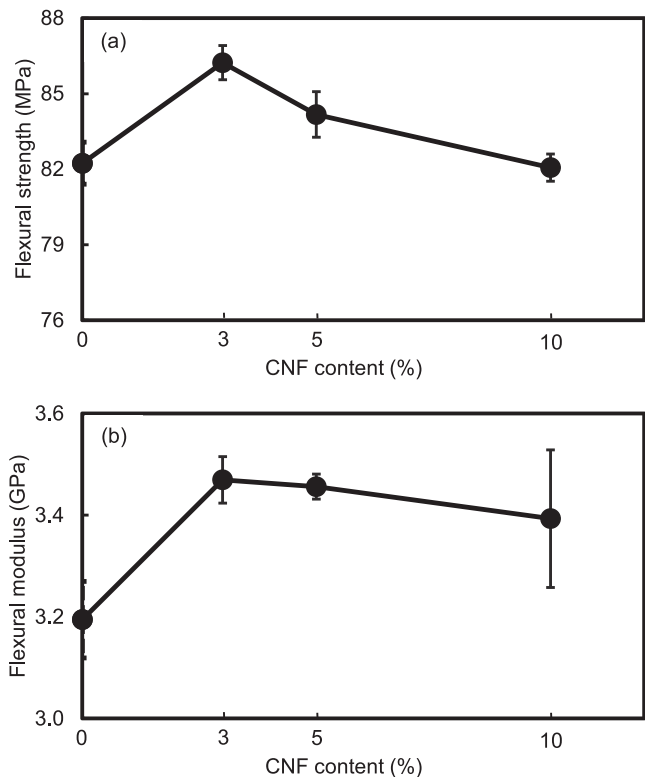 (a)
88
85
82
79
76
Flexural strength (MPa)
0 3 5 10
CNF content (%)
(b)
3.6
3.4
3.2
3.0
Flexural modulus (GPa)
0 3 5 10
CNF content (%)